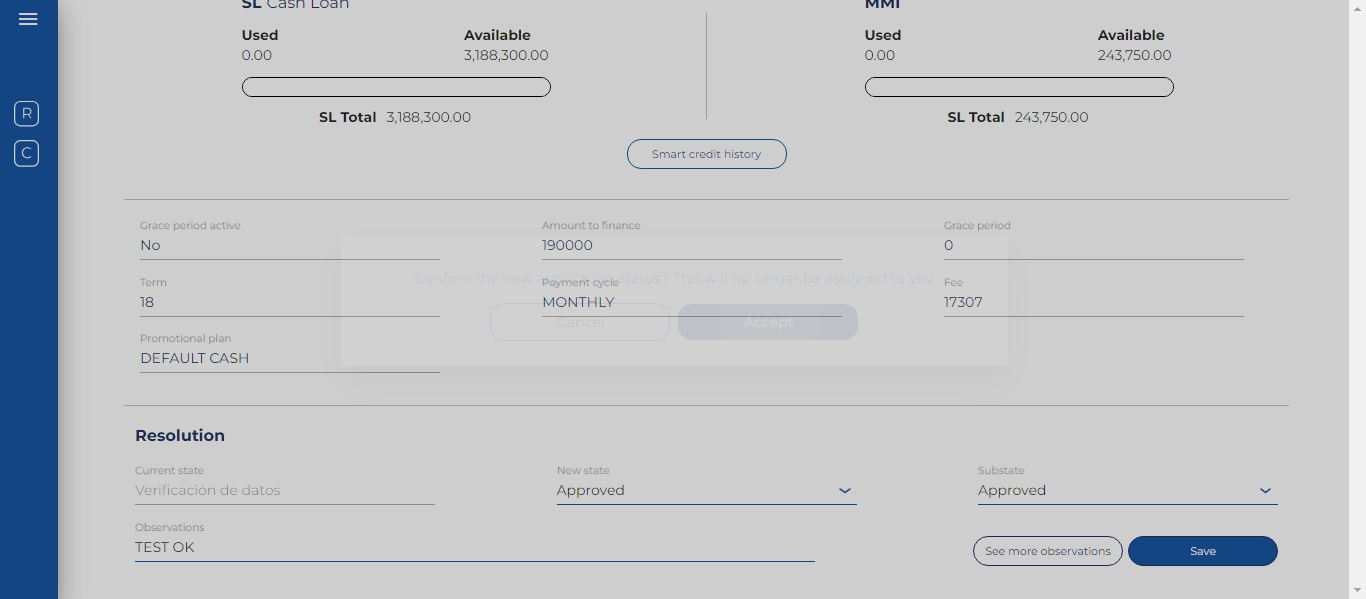 SL Cash Loan
MMI
Used
Available
0.00
3,188,300.00
SL Total 3,188,300.00
Used
Available
0.00
243,750.00
SL Total 243,750.00
R
C
Smart credit history
Grace period active
No
Amount to finance
190000
Grace period
0
Confirm the new application status? This will no longer be assigned to you
Term
18
Payment cycle
MONTHLY
Fee
17307
Cancel
Accept
Promotional plan
DEFAULT CASH
Resolution
Current state
Verificación de datos
New state
Approved
Substate
Approved
Observations
TEST OK
See more observations
Save